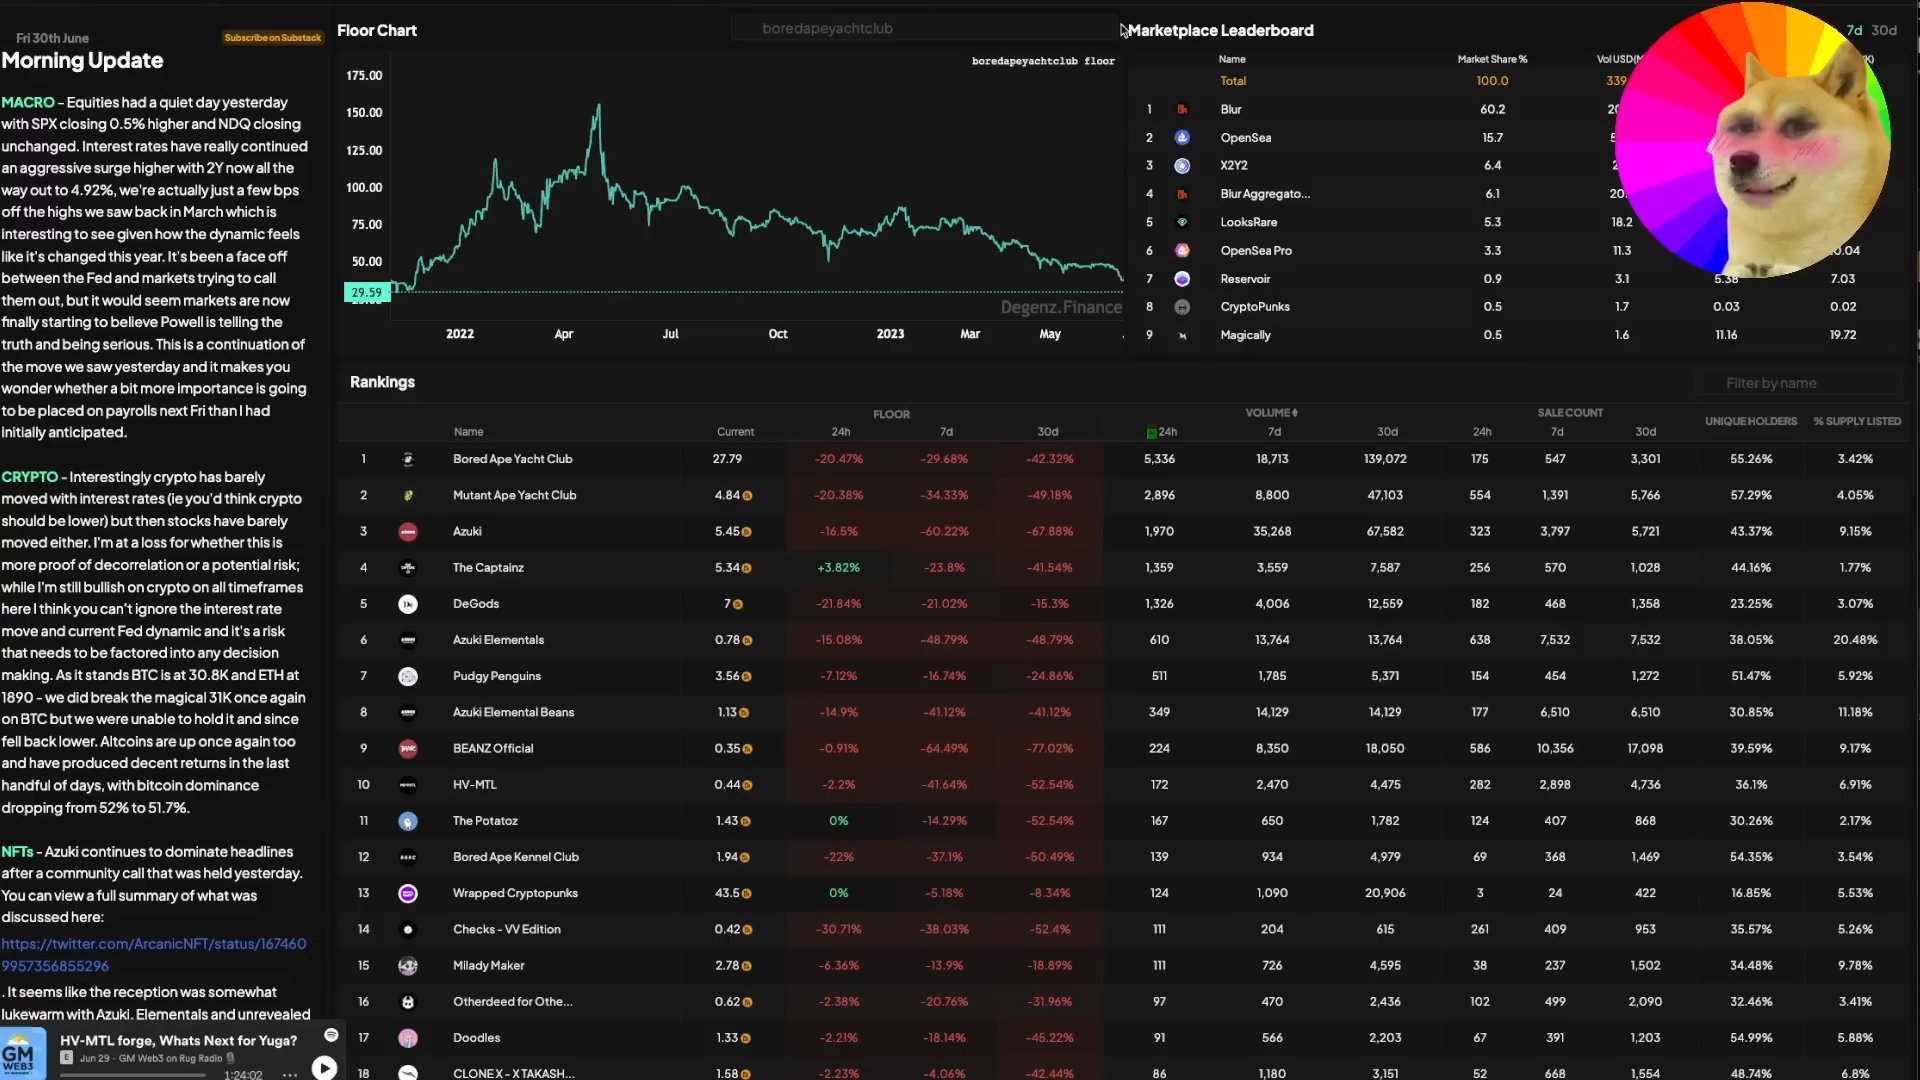 Fri 30th June
Subscribe on Substack
Morning Update
MACRO - Equities had a quiet day yesterday
with SPX closing 0.5% higher and NDQ closing
unchanged. Interest rates have really continued
an aggressive surge higher with 2Y now all the
way out to 4.92%, we're actually just a few bps
off the highs we saw back in March which is
interesting to see given how the dynamic feels
like it's changed this year. It's been a face off
between the Fed and markets trying to call
them out, but it would seem markets are now
finally starting to believe Powell is telling the
truth and being serious. This is a continuation of
the move we saw yesterday and it makes you
wonder whether a bit more importance is going
to be placed on payrolls next Fri than I had
initially anticipated.
CRYPTO - Interestingly crypto has barely
moved with interest rates (ie you'd think crypto
should be lower) but then stocks have barely
moved either. I'm at a loss for whether this is
more proof of decorrelation or a potential risk;
while I'm still bullish on crypto on all timeframes
here I think you can't ignore the interest rate
move and current Fed dynamic and it's a risk
that needs to be factored into any decision
making. As it stands BTC is at 30.8K and ETH at
1890 - we did break the magical 31K once again
on BTC but we were unable to hold it and since
fell back lower. Altcoins are up once again too
and have produced decent returns in the last
handful of days, with bitcoin dominance
dropping from 52% to 51.7%.
NFTs - Azuki continues to dominate headlines
after a community call that was held yesterday.
You can view a full summary of what was
discussed here:
https://twitter.com/ArcanicNFT/status/167460
9957356855296
. It seems like the reception was somewhat
lukewarm with Azuki. Elementals and unrevealed
GM
WEB3
HV-MTL forge, Whats Next for Yuga?
E Jun 29 · GM Web3 on Rug Radio
1:24:02
Floor Chart
boredapeyachtclub
boredapeyachtclub floor
175.00
150.00
125.00
100.00
75.00
50.00
29.59
Degenz.Finance
2022 Apr Jul Oct 2023 Mar May
Marketplace Leaderboard
7d 30d
Name Market Share % Vol USD(M
Total 100.0 339
1 Blur 60.2
2 OpenSea 15.7
3 X2Y2 6.4
4 Blur Aggregato... 6.1
5 LooksRare 5.3 18.2
6 OpenSea Pro 3.3 11.3
7 Reservoir 0.9 3.1 5.38 7.03
8 CryptoPunks 0.5 1.7 0.03 0.02
9 Magically 0.5 1.6 11.16 19.72
Rankings
Filter by name
FLOOR VOLUME SALE COUNT UNIQUE HOLDERS % SUPPLY LISTED
Name Current 24h 7d 30d 24h 7d 30d 24h 7d 30d
1 Bored Ape Yacht Club 27.79 -20.47% -29.68% -42.32% 5,336 18,713 139,072 175 547 3,301 55.26% 3.42%
2 Mutant Ape Yacht Club 4.84 -20.38% -34.33% -49.18% 2,896 8,800 47,103 554 1,391 5,766 57.29% 4.05%
3 Azuki 5.45 -16.5% -60.22% -67.88% 1,970 35,268 67,582 323 3,797 5,721 43.37% 9.15%
4 The Captainz 5.34 +3.82% -23.8% -41.54% 1,359 3,559 7,587 256 570 1,028 44.16% 1.77%
5 DeGods 7 -21.84% -21.02% -15.3% 1,326 4,006 12,559 182 468 1,358 23.25% 3.07%
6 Azuki Elementals 0.78 -15.08% -48.79% -48.79% 610 13,764 13,764 638 7,532 7,532 38.05% 20.48%
7 Pudgy Penguins 3.56 -7.12% -16.74% -24.86% 511 1,785 5,371 154 454 1,272 51.47% 5.92%
8 Azuki Elemental Beans 1.13 -14.9% -41.12% -41.12% 349 14,129 14,129 177 6,510 6,510 30.85% 11.18%
9 BEANZ Official 0.35 -0.91% -64.49% -77.02% 224 8,350 18,050 586 10,356 17,098 39.59% 9.17%
10 HV-MTL 0.44 -2.2% -41.64% -52.54% 172 2,470 4,475 282 2,898 4,736 36.1% 6.91%
11 The Potatoz 1.43 0% -14.29% -52.54% 167 650 1,782 124 407 868 30.26% 2.17%
12 Bored Ape Kennel Club 1.94 -22% -37.1% -50.49% 139 934 4,979 69 368 1,469 54.35% 3.54%
13 Wrapped Cryptopunks 43.5 0% -5.18% -8.34% 124 1,090 20,906 3 24 422 16.85% 5.53%
14 Checks - VV Edition 0.42 -30.71% -38.03% -52.4% 111 204 615 261 409 953 35.57% 5.26%
15 Milady Maker 2.78 -6.36% -13.9% -18.89% 111 726 4,595 38 237 1,502 34.48% 9.78%
16 Otherdeed for Othe... 0.62 -2.38% -20.76% -31.96% 97 470 2,436 102 499 2,090 32.46% 3.41%
17 Doodles 1.33 -2.21% -18.14% -45.22% 91 566 2,203 67 391 1,203 54.99% 5.88%
18 CLONE X - X TAKASH... 1.58 -2.23% -4.06% -42.44% 86 1,180 3,151 52 668 1,554 48.74% 6.8%